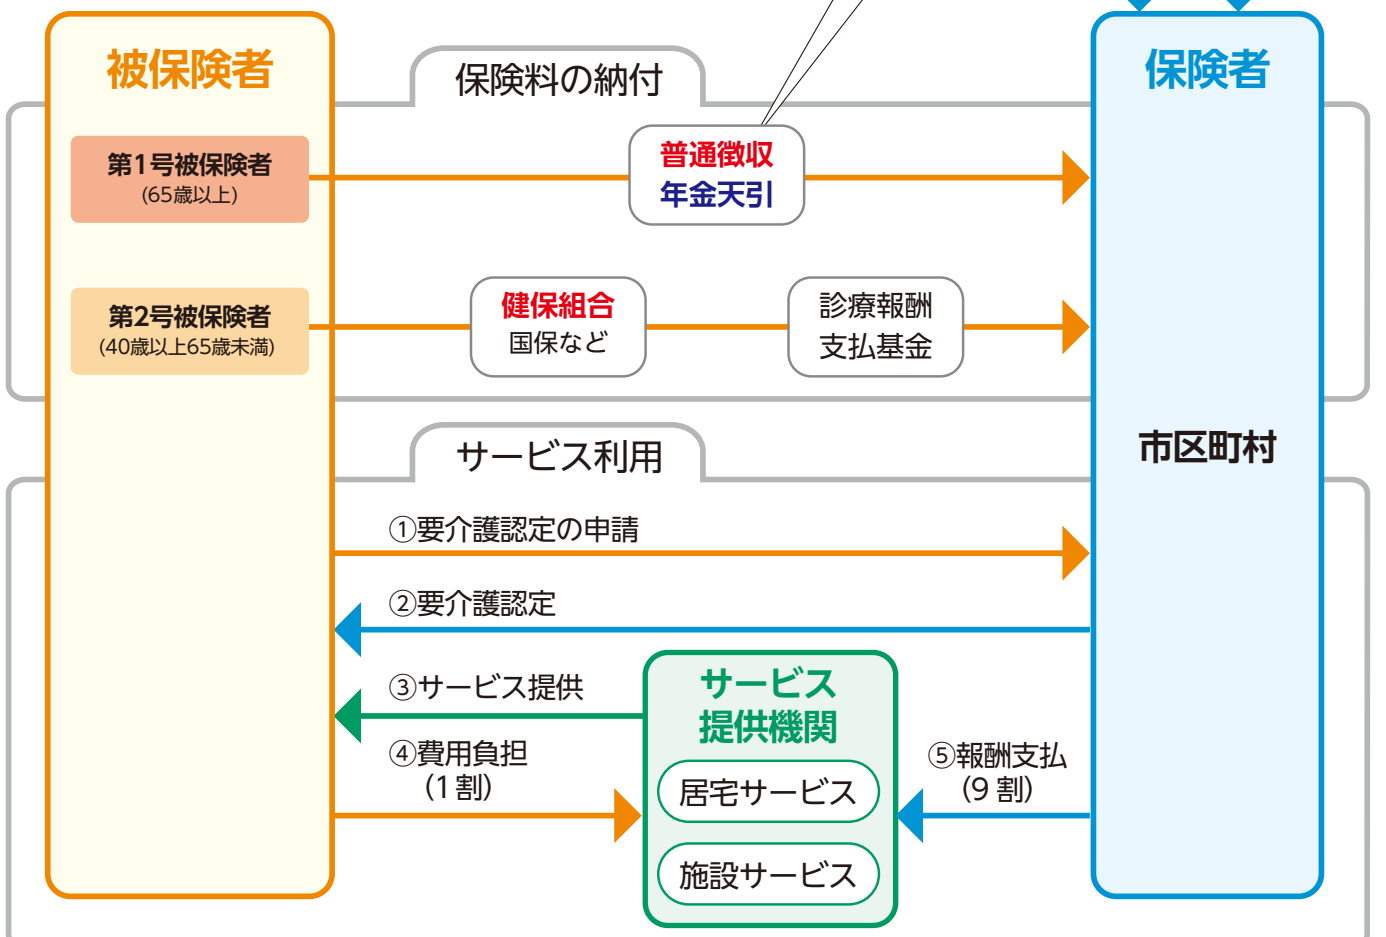 被保険者
保険者
保険料の納付
第1号被保険者
(65歳以上)
普通徴収
年金天引
第2号被保険者
(40歳以上65歳未満)
健保組合
国保など
診療報酬
支払基金
市区町村
サービス利用
①要介護認定の申請
②要介護認定
③サービス提供
サービス
提供機関
④費用負担
(1割)
⑤報酬支払
(9割)
居宅サービス
施設サービス